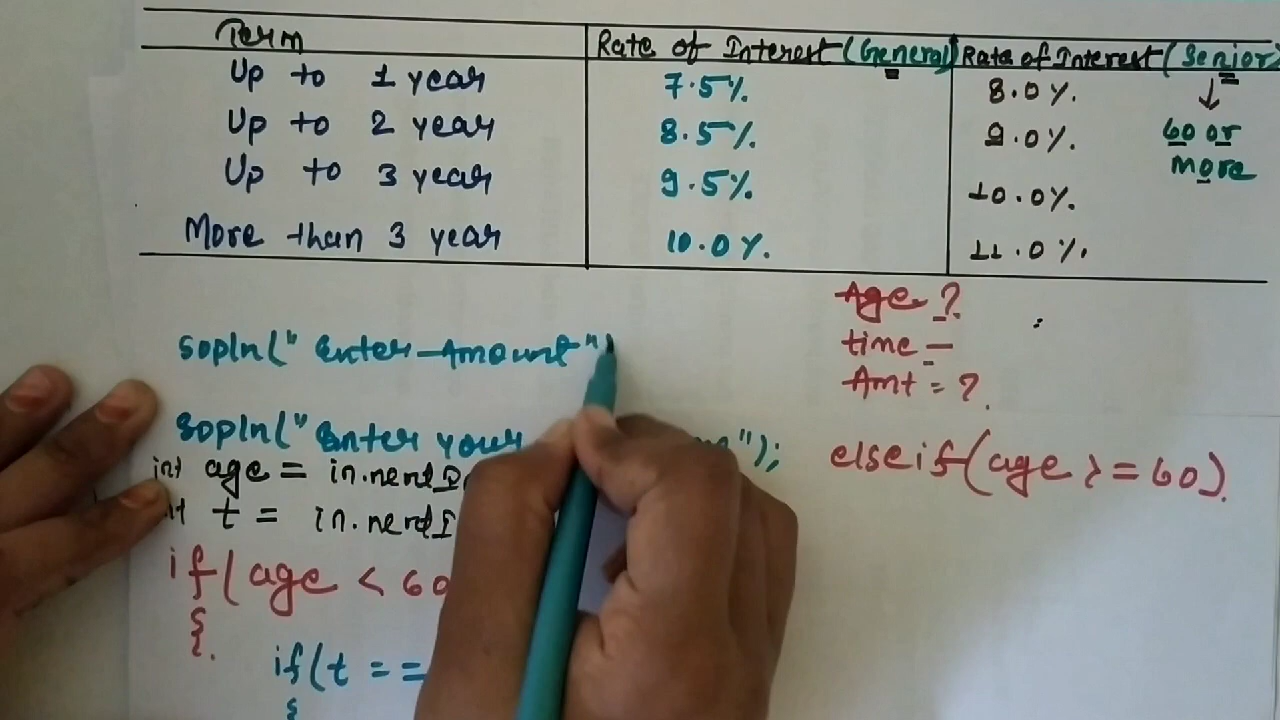 Term Rate of Interest (General) Rate of Interest (Senior)
Up to 1 year 7.5% 8.0%. ↓
Up to 2 year 8.5% 9.0%. 60 or more
Up to 3 year 9.5% 10.0%.
More than 3 year 10.0%. 11.0%.
Age ?
time =
Amt = ?
Sopln(" Enter Amount")
Sopln(" Enter your ");
int age = in.
t = in.
if( age < 60
{.
if(t ==
{
else if(age >= 60).